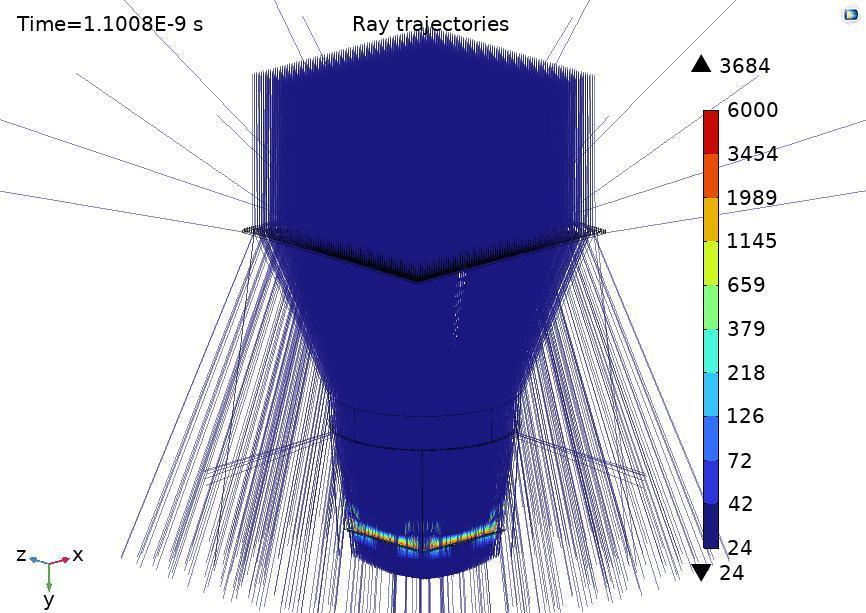 Time=1.1008E-9 s
Ray trajectories
▲ 3684
6000
3454
1989
1145
659
379
218
126
72
42
24
▼ 24
z
x
y